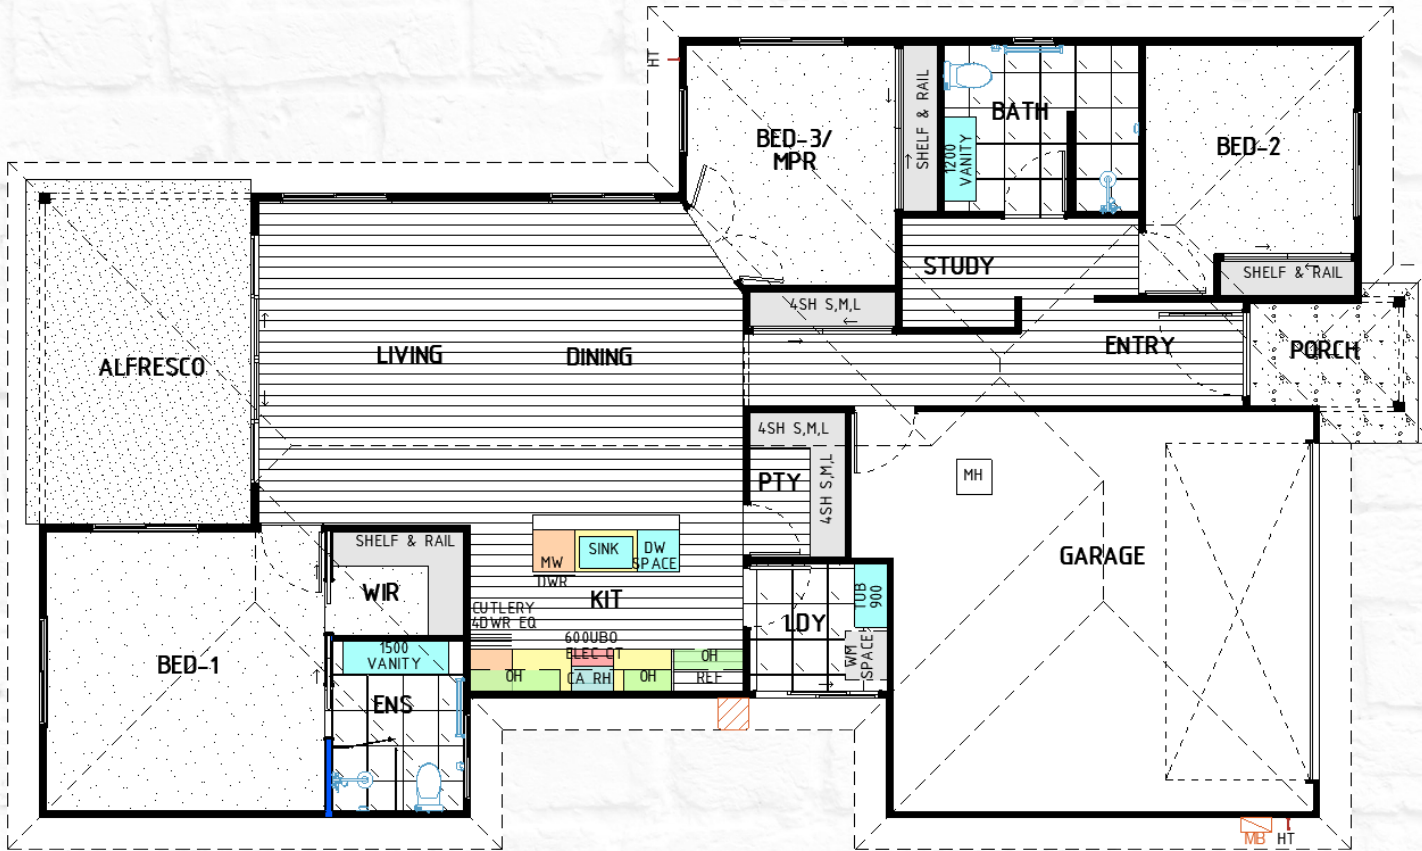 HT
BED-3/
MPR
SHELF & RAIL
BATH
1200
VANITY
BED-2
SHELF & RAIL
STUDY
4SH S,M,L
ENTRY
PORCH
ALFRESCO
LIVING
DINING
4SH S,M,L
PTY
4SH S,M,L
MH
GARAGE
SHELF & RAIL
WIR
MW
DWR
SINK
DW
SPACE
KIT
CUTLERY
4DWR EQ
600UBO
ELEC CT
OH
CA RH
OH
OH
REF
LDY
TUB
900
WM
SPACE
BED-1
1500
VANITY
ENS
MB
HT